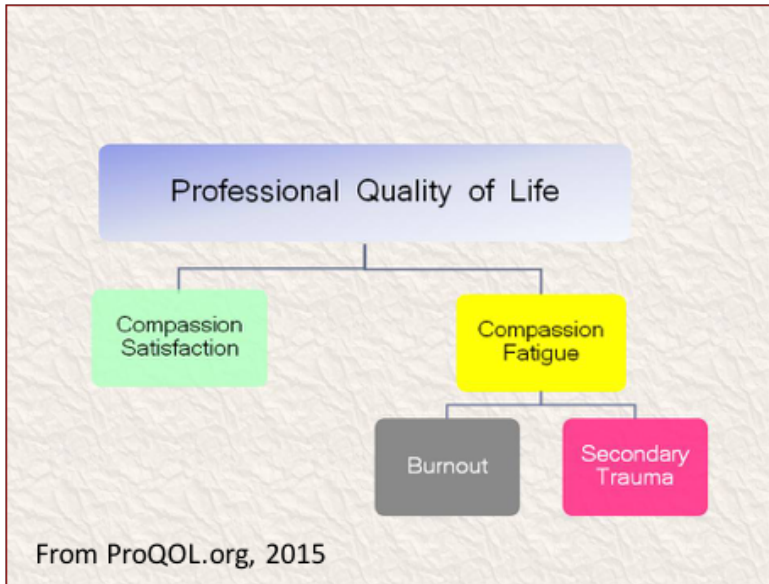 Professional Quality of Life
Compassion
Satisfaction
Compassion
Fatigue
Burnout
Secondary
Trauma
From ProQOL.org, 2015